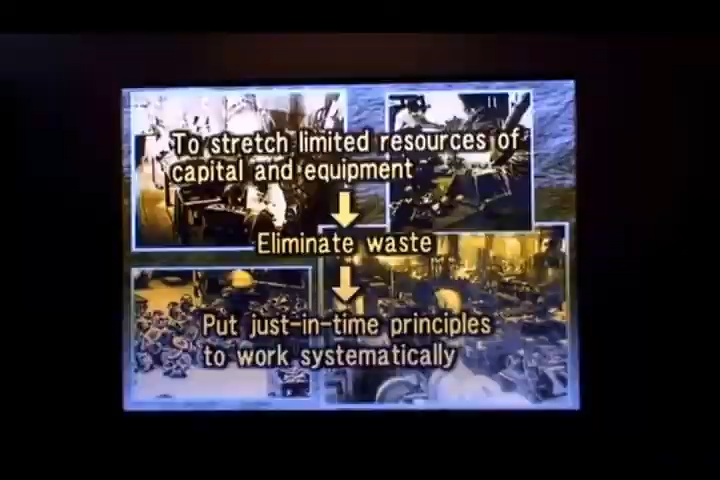 To stretch limited resources of
capital and equipment
Eliminate waste
Put just-in-time principles
to work systematically